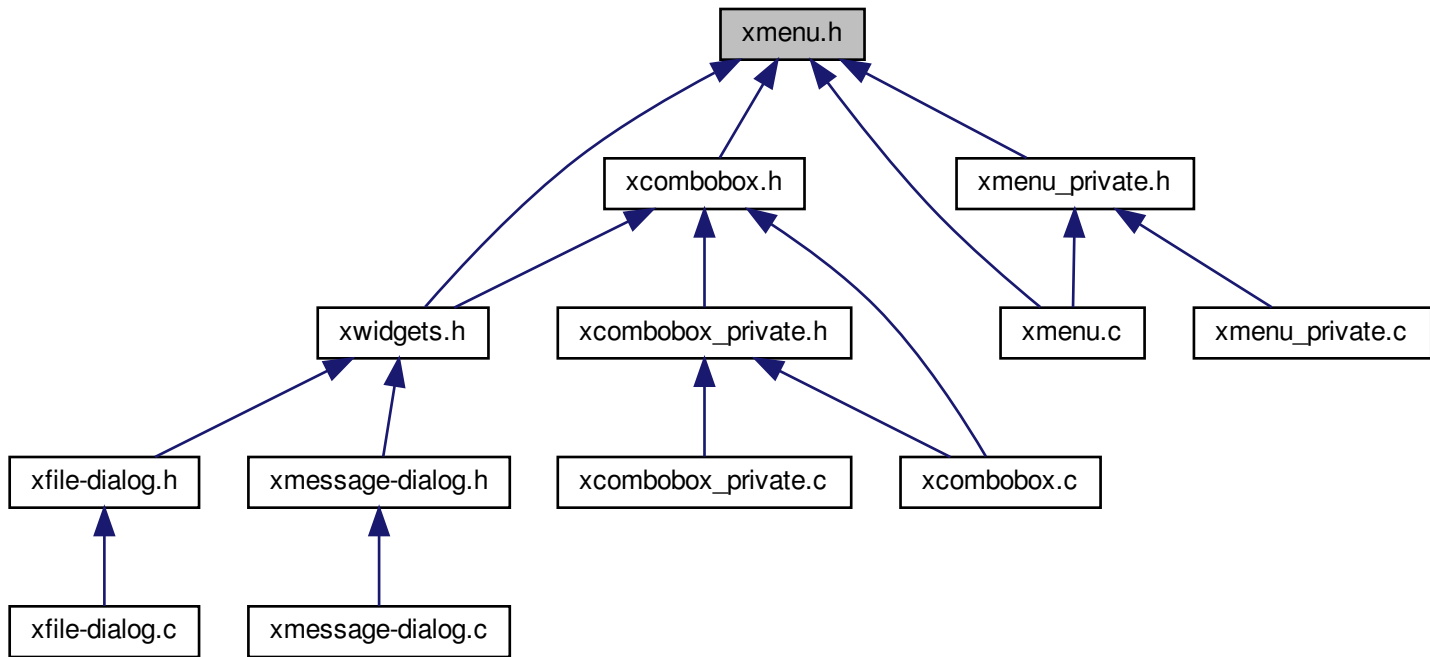 xmenu.h
xcombobox.h
xmenu_private.h
xwidgets.h
xcombobox_private.h
xmenu.c
xmenu_private.c
xfile-dialog.h
xmessage-dialog.h
xcombobox_private.c
xcombobox.c
xfile-dialog.c
xmessage-dialog.c